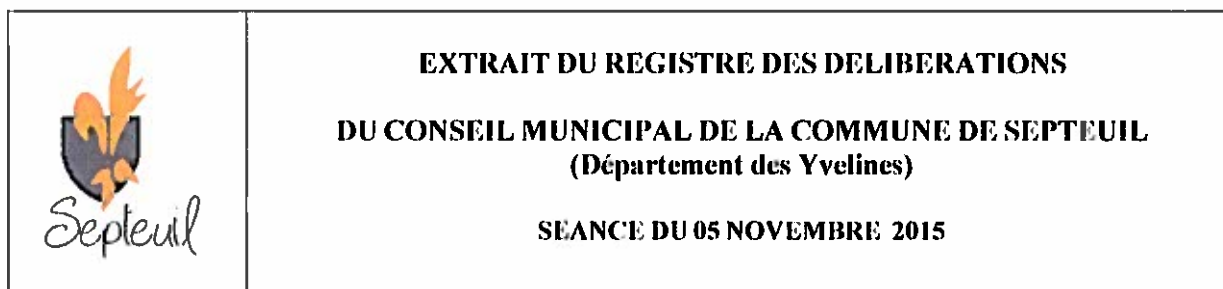 Septeuil
EXTRAIT DU REGISTRE DES DELIBERATIONS
DU CONSEIL MUNICIPAL DE LA COMMUNE DE SEPTEUIL
(Département des Yvelines)
SEANCE DU 05 NOVEMBRE 2015